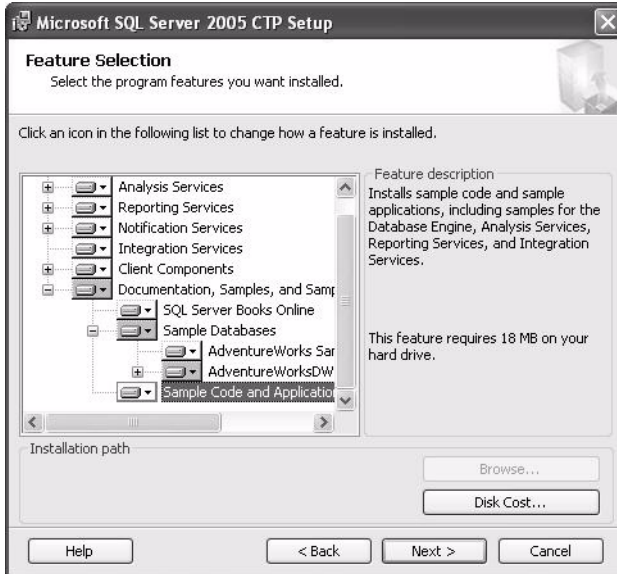 Microsoft SQL Server 2005 CTP Setup
Feature Selection
Select the program features you want installed.
Click an icon in the following list to change how a feature is installed.
Analysis Services
Reporting Services
Notification Services
Integration Services
Client Components
Documentation, Samples, and Samp
SQL Server Books Online
Sample Databases
AdventureWorks Sar
AdventureWorksDW
Sample Code and Applicatio
Feature description
Installs sample code and sample
applications, including samples for the
Database Engine, Analysis Services,
Reporting Services, and Integration
Services.
This feature requires 18 MB on your
hard drive.
Installation path
Browse...
Disk Cost...
Help
< Back
Next >
Cancel